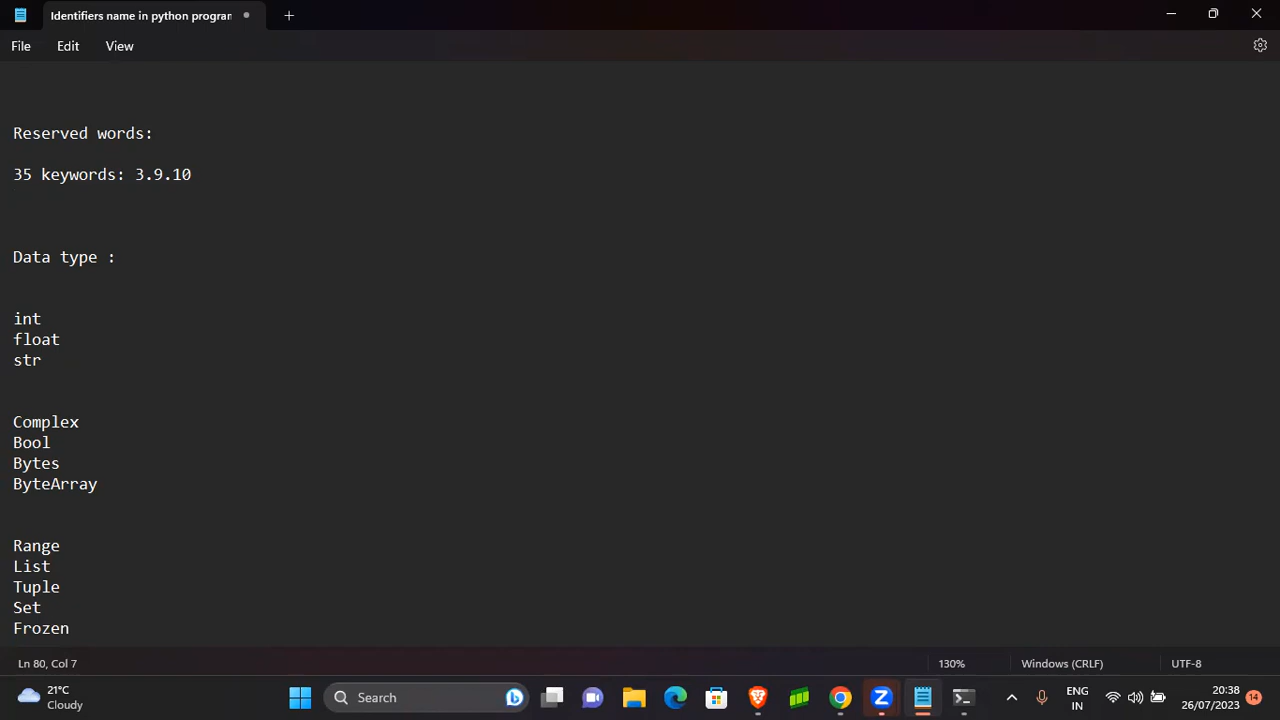 Identifiers name in python program
File Edit View
Reserved words:
35 keywords: 3.9.10
Data type :
int
float
str
Complex
Bool
Bytes
ByteArray
Range
List
Tuple
Set
Frozen
Ln 80, Col 7
130%
Windows (CRLF)
UTF-8
21°C
Cloudy
Search
ENG
IN
20:38
26/07/2023
14